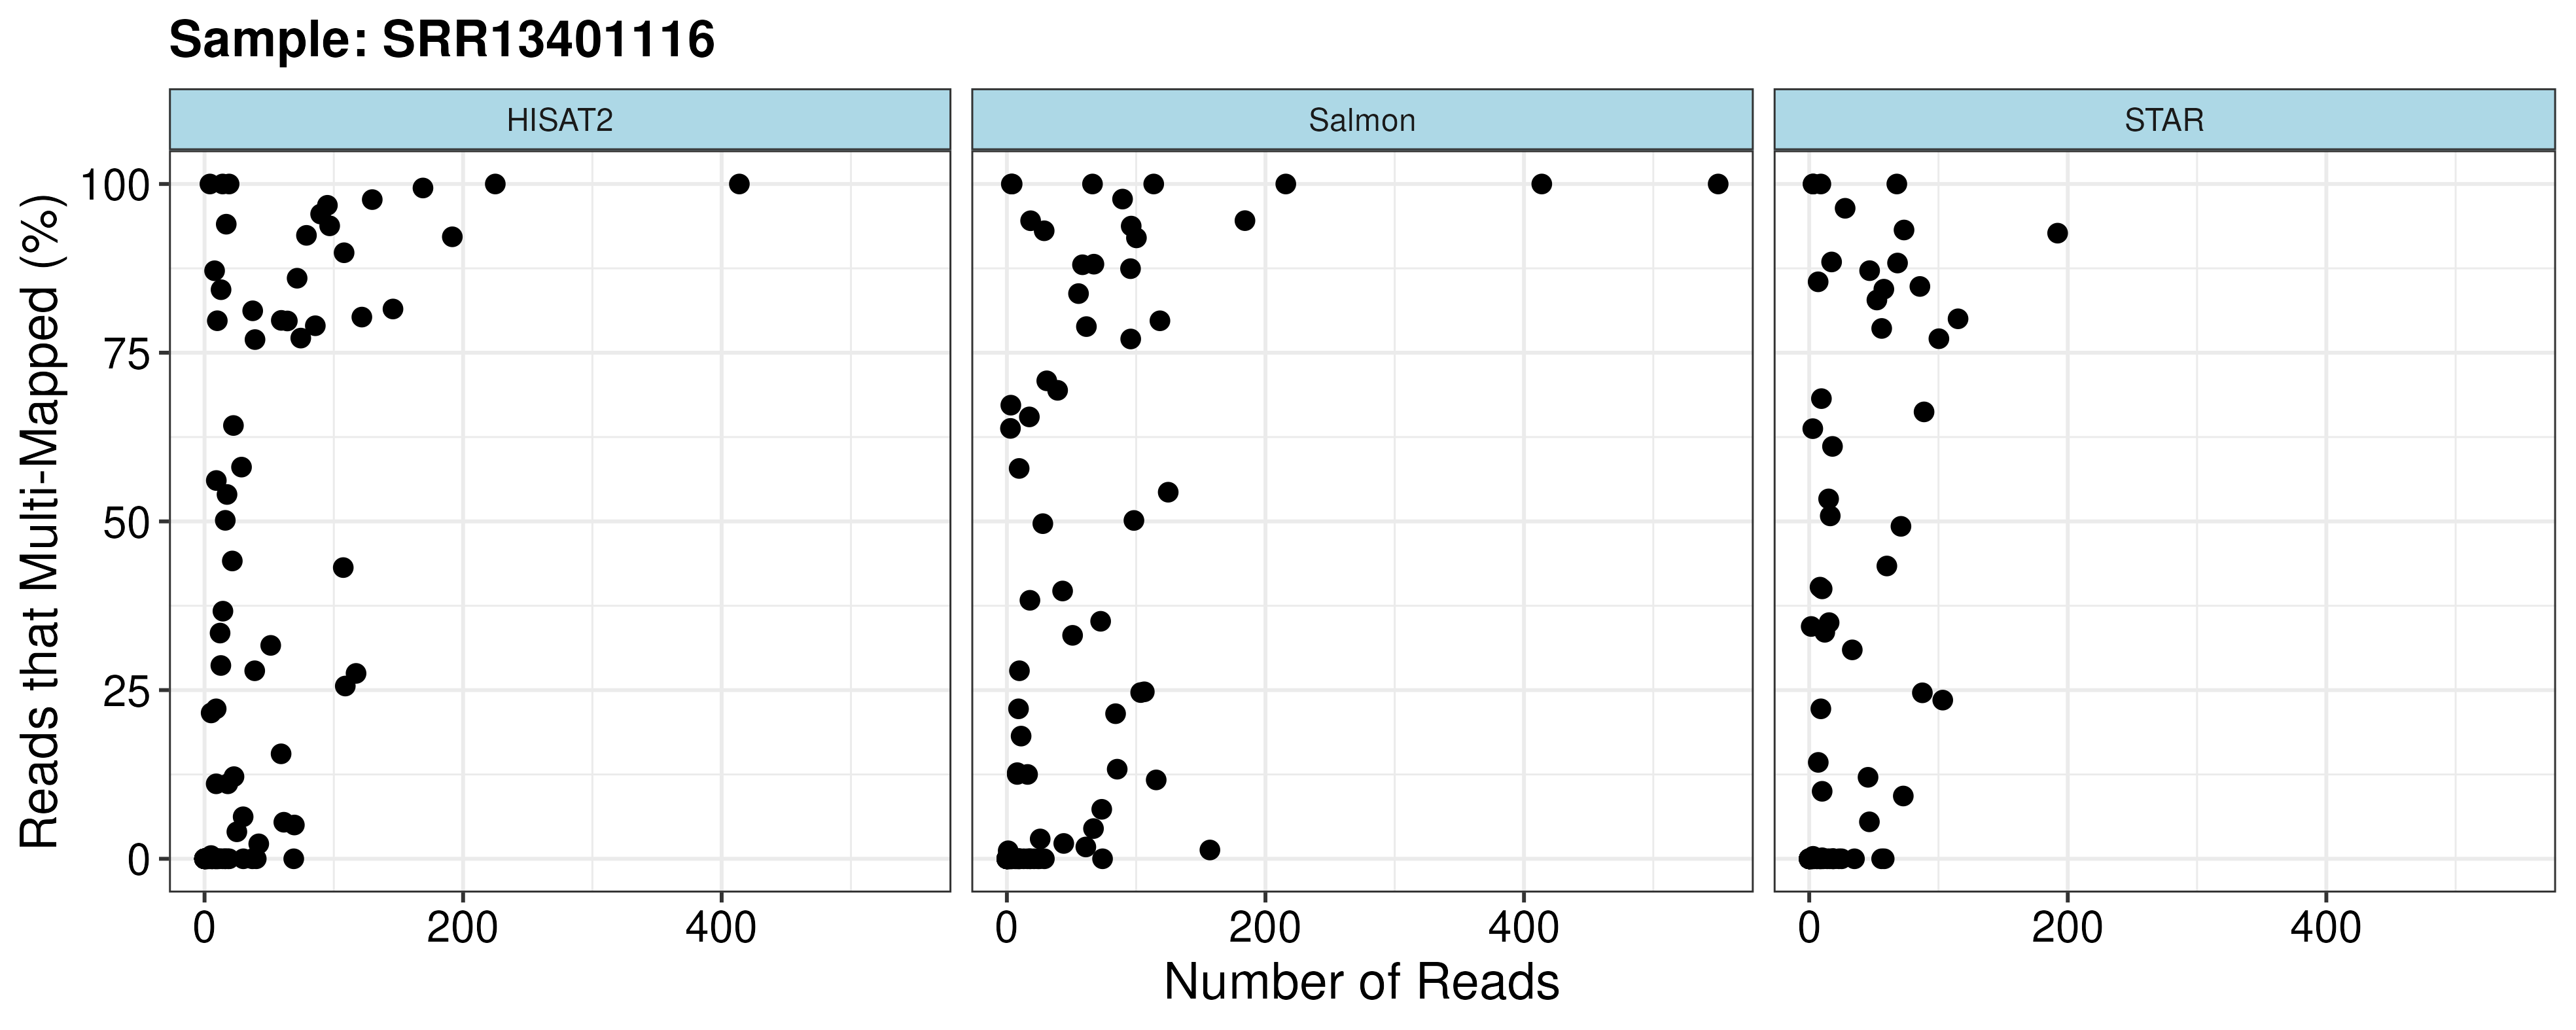 Sample: SRR13401116
HISAT2
Salmon
STAR
Reads that Multi-Mapped (%)
100
75
50
25
0
0 200 400
0 200 400
0 200 400
Number of Reads